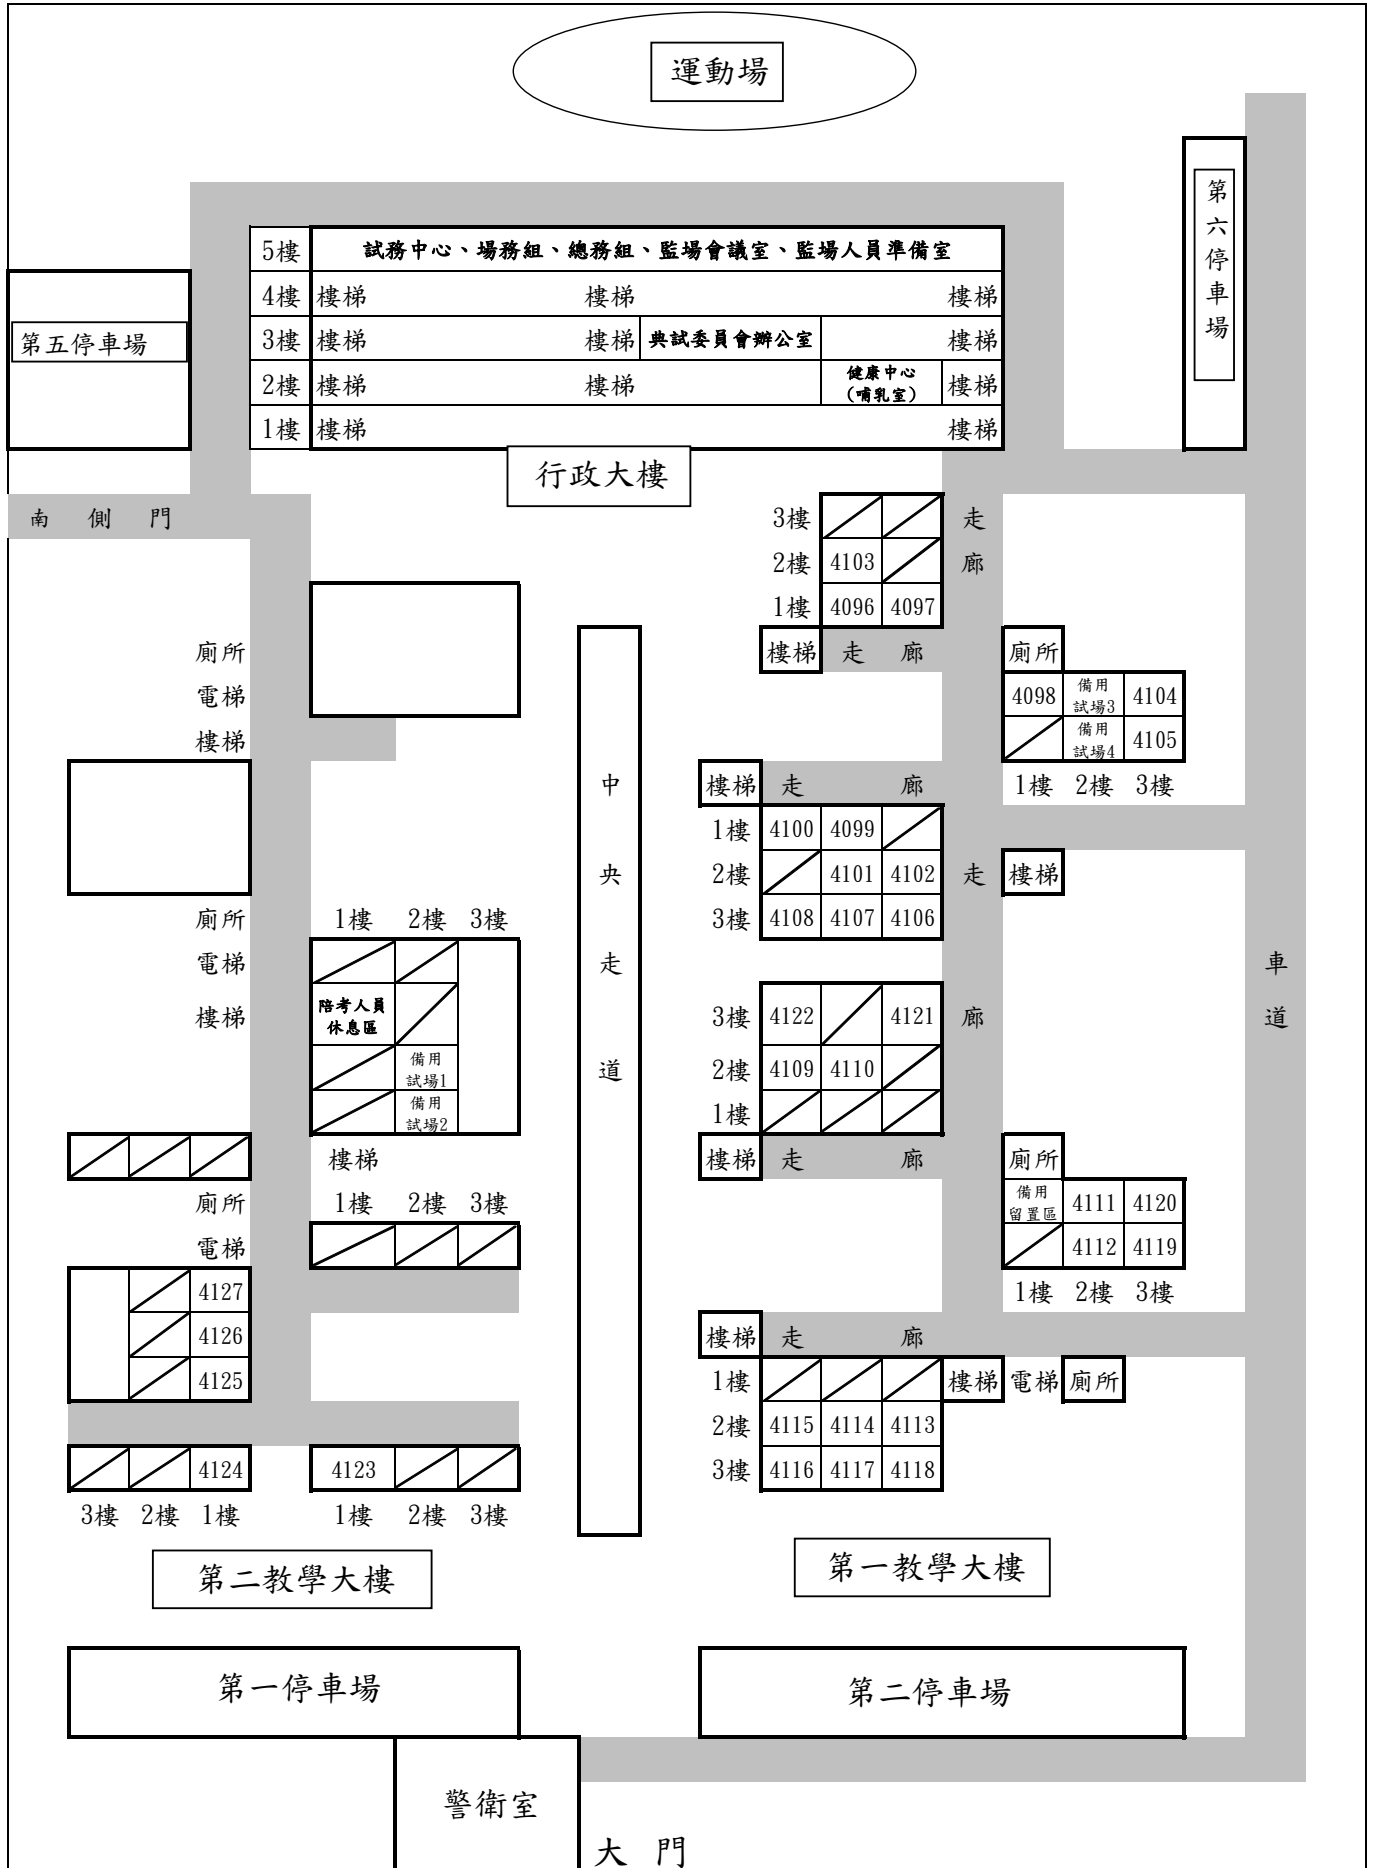 運動場
第六停車場
5樓 試務中心、場務組、總務組、監場會議室、監場人員準備室
4樓 樓梯 樓梯 樓梯
第五停車場
3樓 樓梯 樓梯 典試委員會辦公室 樓梯
2樓 樓梯 樓梯 健康中心 樓梯
(哺乳室)
1樓 樓梯 樓梯
行政大樓
南側門
3樓 走
2樓 4103 廊
1樓 4096 4097
廁所 樓梯 走廊 廁所
電梯 4098 備用試場3 4104
樓梯 備用試場4 4105
中央走道
樓梯 走廊 1樓 2樓 3樓
1樓 4100 4099
2樓 4101 4102 走 樓梯
廁所 1樓 2樓 3樓 3樓 4108 4107 4106
電梯
車道
樓梯 陪考人員
休息區
3樓 4122 4121 廊
備用試場1 2樓 4109 4110
備用試場2 1樓
樓梯 樓梯 走廊 廁所
廁所 1樓 2樓 3樓 備用留置區 4111 4120
電梯 4112 4119
4127 1樓 2樓 3樓
4126 樓梯 走廊
4125 1樓 樓梯 電梯 廁所
2樓 4115 4114 4113
4124 4123 3樓 4116 4117 4118
3樓 2樓 1樓 1樓 2樓 3樓
第二教學大樓 第一教學大樓
第一停車場 第二停車場
警衛室
大門